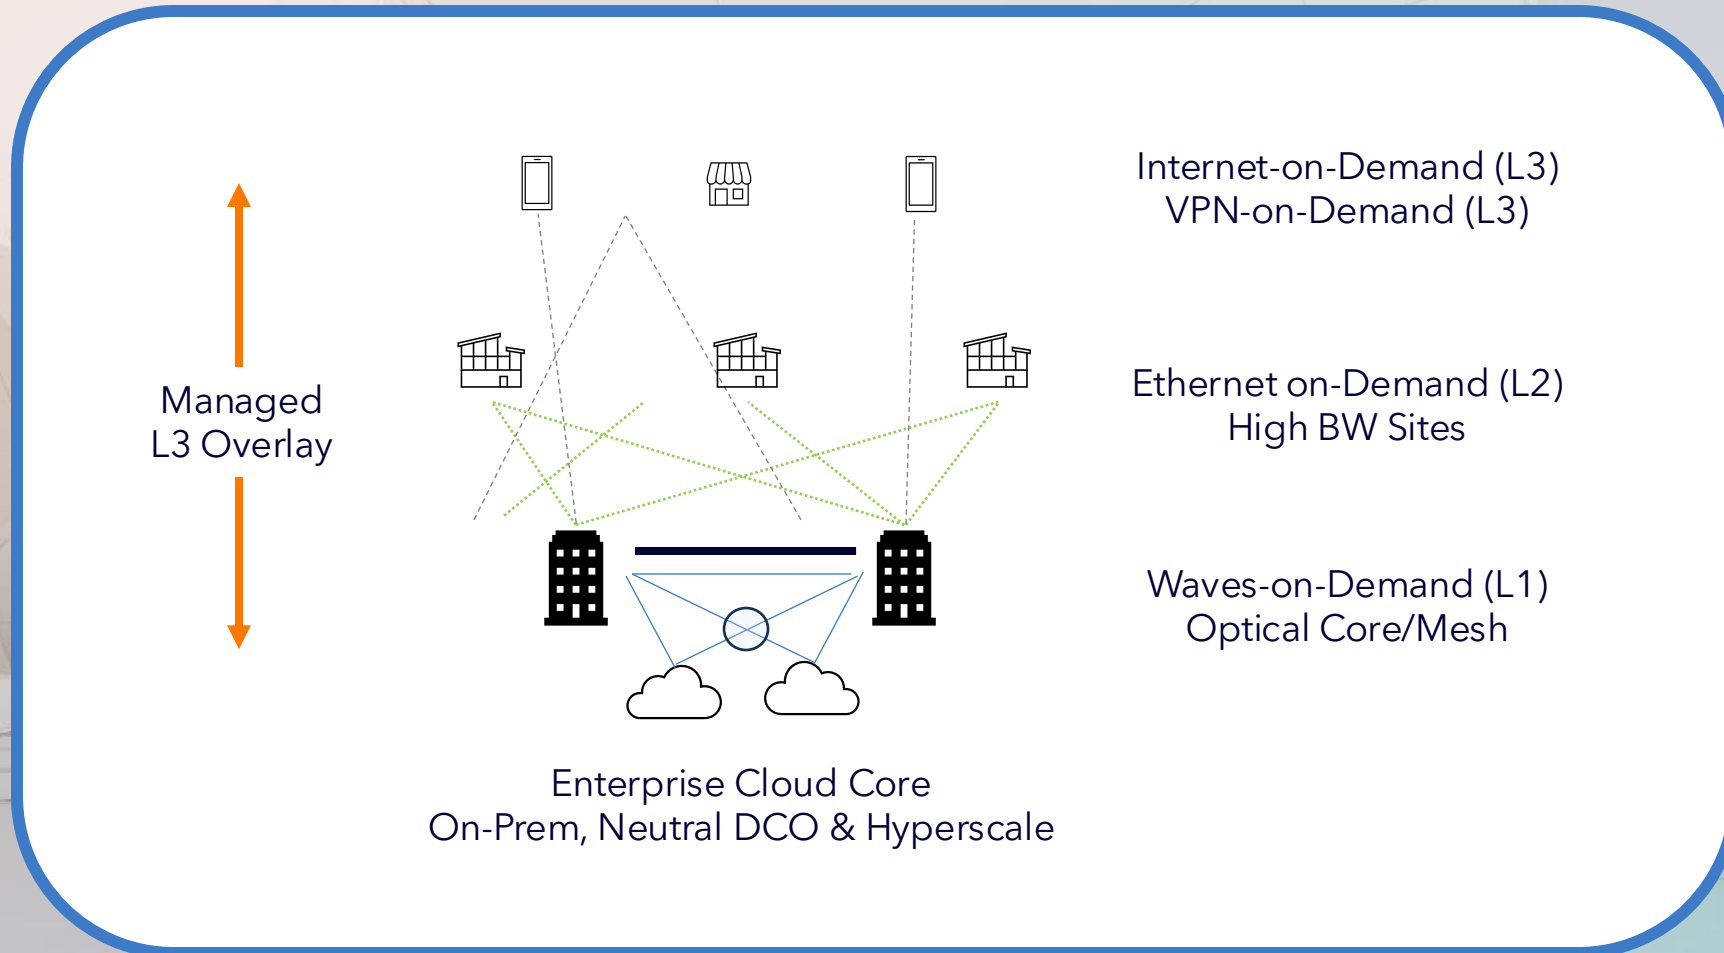 Internet-on-Demand (L3)
VPN-on-Demand (L3)
Managed
L3 Overlay
Ethernet on-Demand (L2)
High BW Sites
Waves-on-Demand (L1)
Optical Core/Mesh
Enterprise Cloud Core
On-Prem, Neutral DCO & Hyperscale